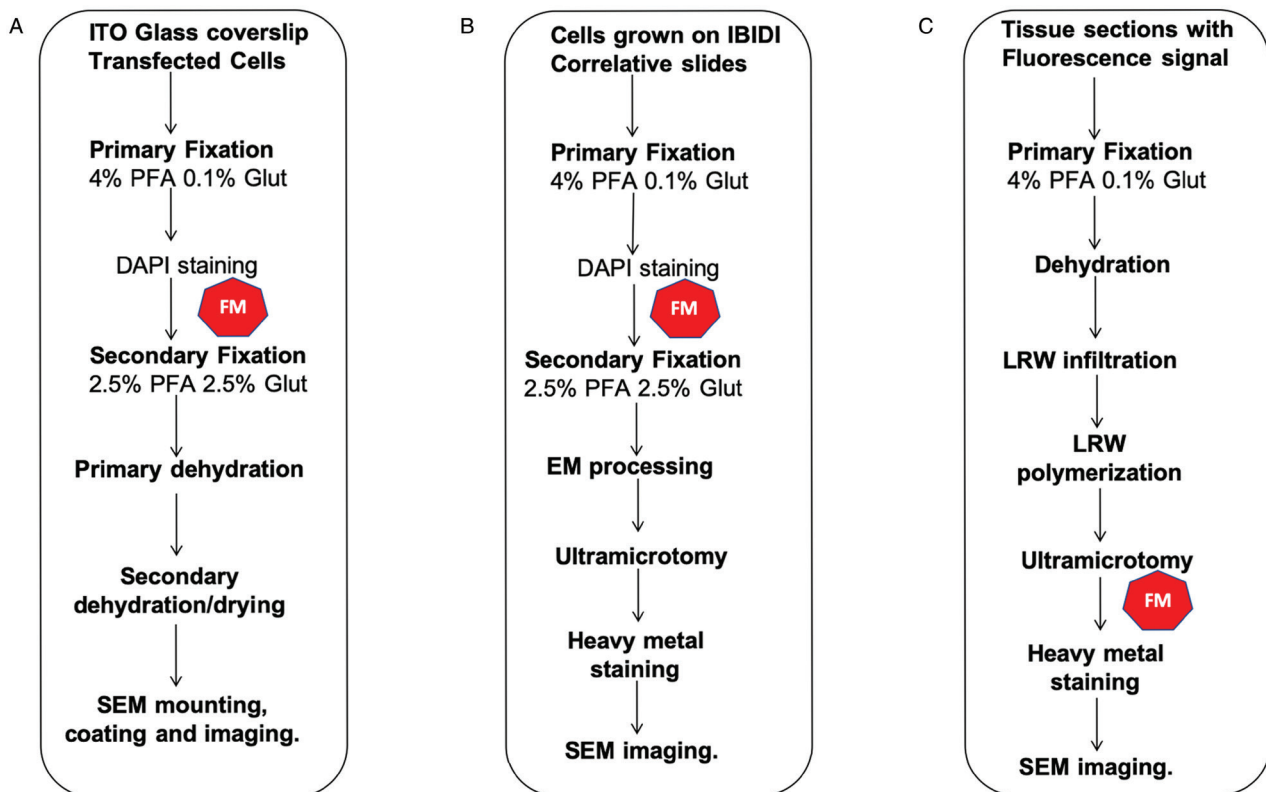 A
ITO Glass coverslip
Transfected Cells
Primary Fixation
4% PFA 0.1% Glut
DAPI staining
FM
Secondary Fixation
2.5% PFA 2.5% Glut
Primary dehydration
Secondary
dehydration/drying
SEM mounting,
coating and imaging.
B
Cells grown on IBIDI
Correlative slides
Primary Fixation
4% PFA 0.1% Glut
DAPI staining
FM
Secondary Fixation
2.5% PFA 2.5% Glut
EM processing
Ultramicrotomy
Heavy metal
staining
SEM imaging.
C
Tissue sections with
Fluorescence signal
Primary Fixation
4% PFA 0.1% Glut
Dehydration
LRW infiltration
LRW
polymerization
Ultramicrotomy
FM
Heavy metal
staining
SEM imaging.